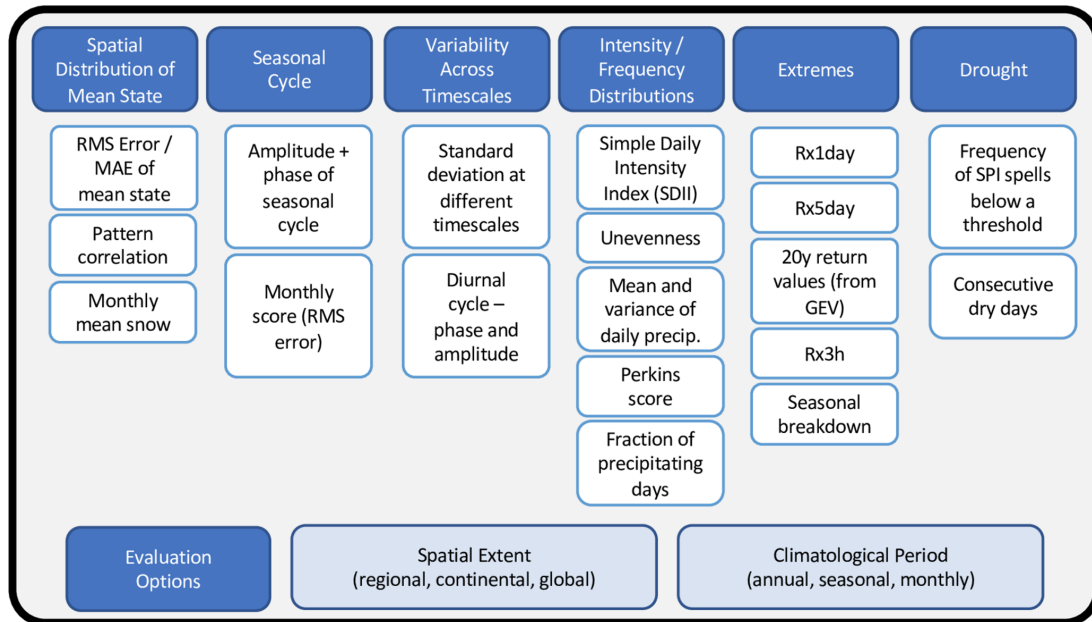 Spatial
Distribution of
Mean State
Seasonal
Cycle
Variability
Across
Timescales
Intensity /
Frequency
Distributions
Extremes
Drought
RMS Error /
MAE of
mean state
Pattern
correlation
Monthly
mean snow
Amplitude +
phase of
seasonal
cycle
Monthly
score (RMS
error)
Standard
deviation at
different
timescales
Diurnal
cycle –
phase and
amplitude
Simple Daily
Intensity
Index (SDII)
Unevenness
Mean and
variance of
daily precip.
Perkins
score
Fraction of
precipitating
days
Rx1day
Rx5day
20y return
values (from
GEV)
Rx3h
Seasonal
breakdown
Frequency
of SPI spells
below a
threshold
Consecutive
dry days
Evaluation
Options
Spatial Extent
(regional, continental, global)
Climatological Period
(annual, seasonal, monthly)